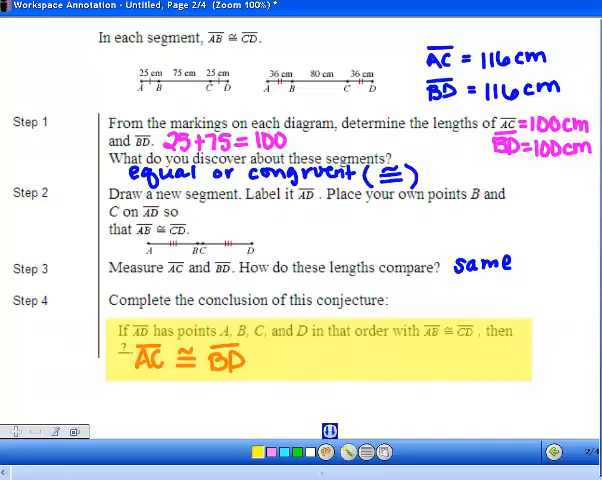 Workspace Annotation - Untitled, Page 2/4 (Zoom 100%) *
In each segment, AB ≅ CD.
25 cm 75 cm 25 cm 36 cm 80 cm 36 cm
A B C D A B C D
AC = 116cm
BD = 116cm
Step 1 From the markings on each diagram, determine the lengths of AC = 100cm
and BD. 25+75=100 BD = 100cm
What do you discover about these segments?
equal or congruent (≅)
Step 2 Draw a new segment. Label it AD. Place your own points B and
C on AD so
that AB ≅ CD.
A B C D
Step 3 Measure AC and BD. How do these lengths compare? same
Step 4 Complete the conclusion of this conjecture:
If AD has points A, B, C, and D in that order with AB ≅ CD, then
?. AC ≅ BD
2/4